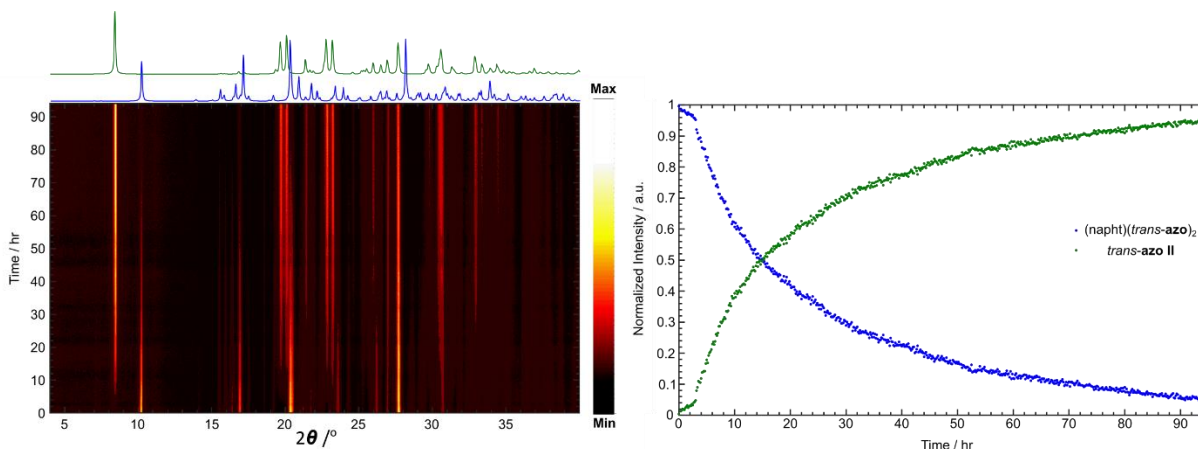 Max
Min
90
80
70
60
50
40
30
20
10
0
Time / hr
5 10 15 20 25 30 35
2θ /°
1
0.9
0.8
0.7
0.6
0.5
0.4
0.3
0.2
0.1
0
Normalized Intensity / a.u.
(napht)(trans-azo)2
trans-azo II
0 10 20 30 40 50 60 70 80 90
Time / hr